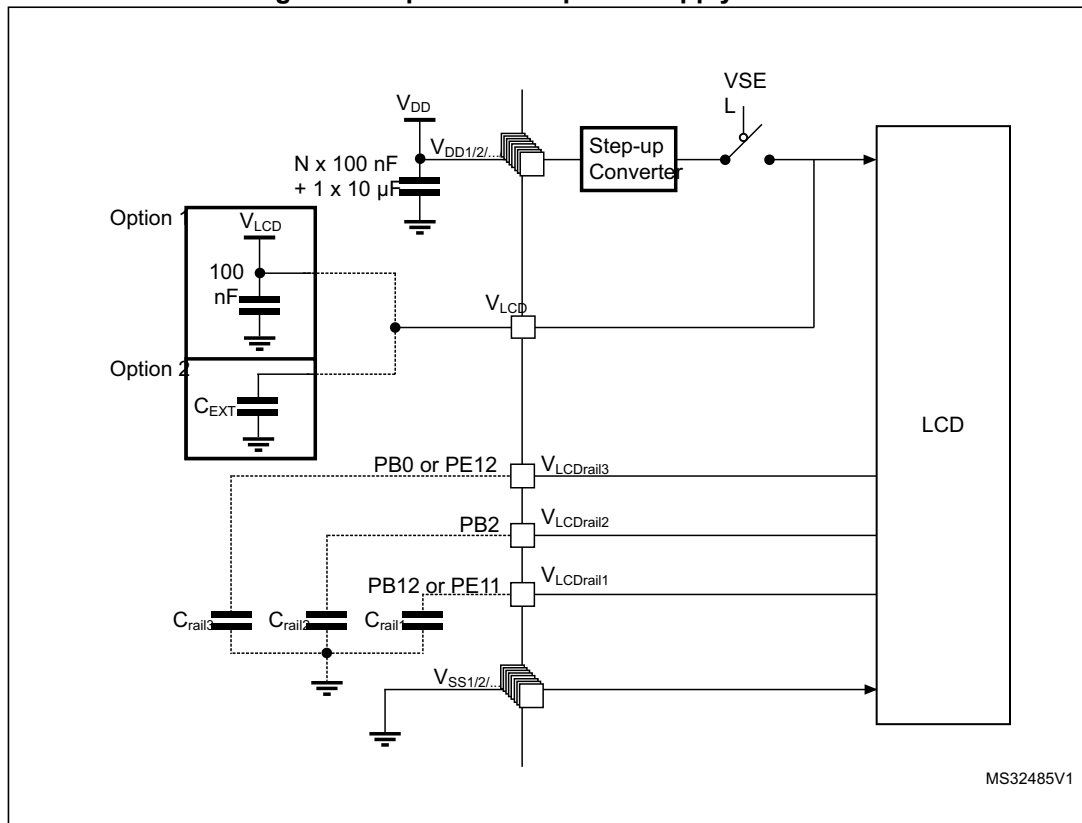 VSE
L
VDD
VDD1/2/...
Step-up
Converter
N x 100 nF
+ 1 x 10 µF
Option 1
VLCD
100
nF
VLCD
Option 2
CEXT
LCD
PB0 or PE12
VLCDrail3
PB2
VLCDrail2
PB12 or PE11
VLCDrail1
Crail3
Crail2
Crail1
VSS1/2/...
MS32485V1